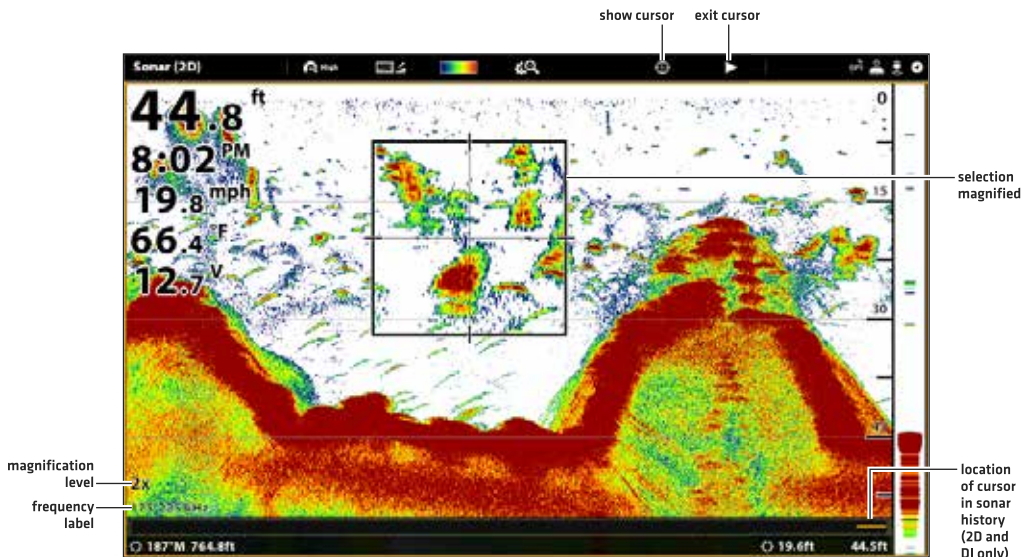 show cursor
exit cursor
Sonar (2D)
High
44.8 ft
8:02 PM
19.8 mph
66.4 °F
12.7 V
0
15
30
selection
magnified
magnification
level
2x
frequency
label
location
of cursor
in sonar
history
(2D and
DI only)
187°M 764.8ft
19.6ft
44.5ft